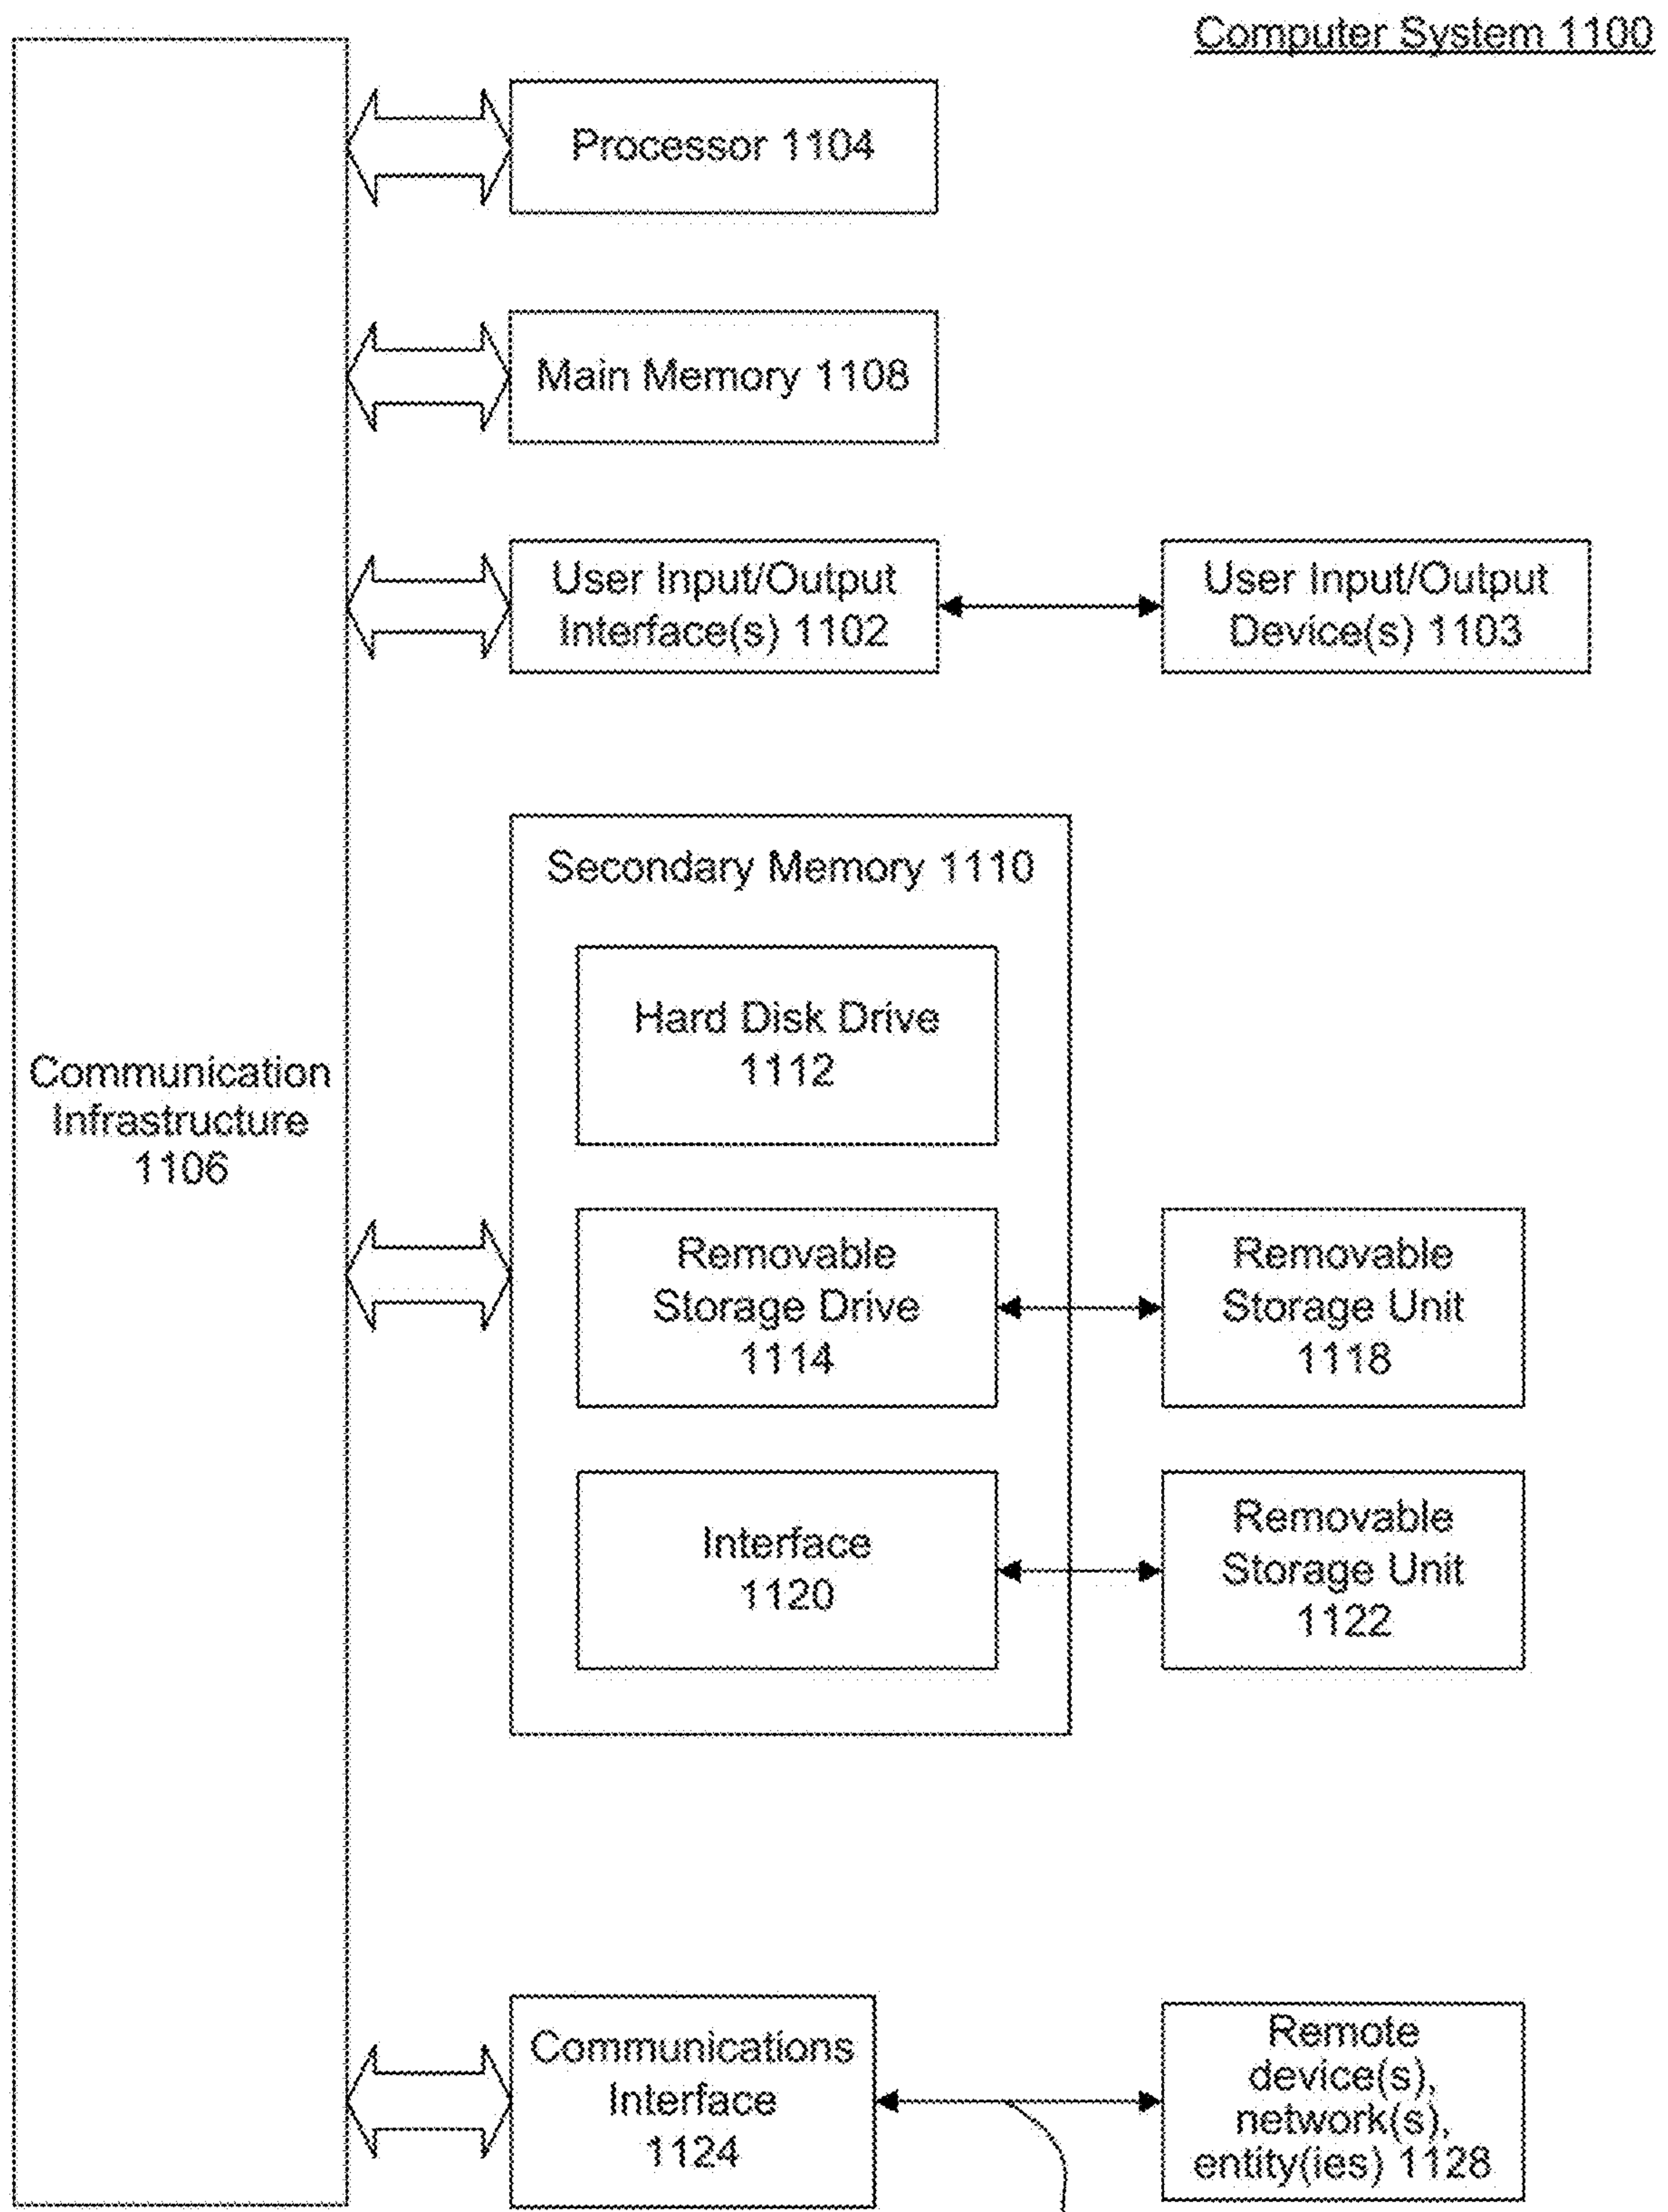 Computer System 1100
Processor 1104
Main Memory 1108
User Input/Output
Interface(s) 1102
User Input/Output
Device(s) 1103
Secondary Memory 1110
Hard Disk Drive
1112
Communication
Infrastructure
1106
Removable
Storage Drive
1114
Removable
Storage Unit
1118
Interface
1120
Removable
Storage Unit
1122
Communications
Interface
1124
Remote
device(s),
network(s),
entity(ies) 1128